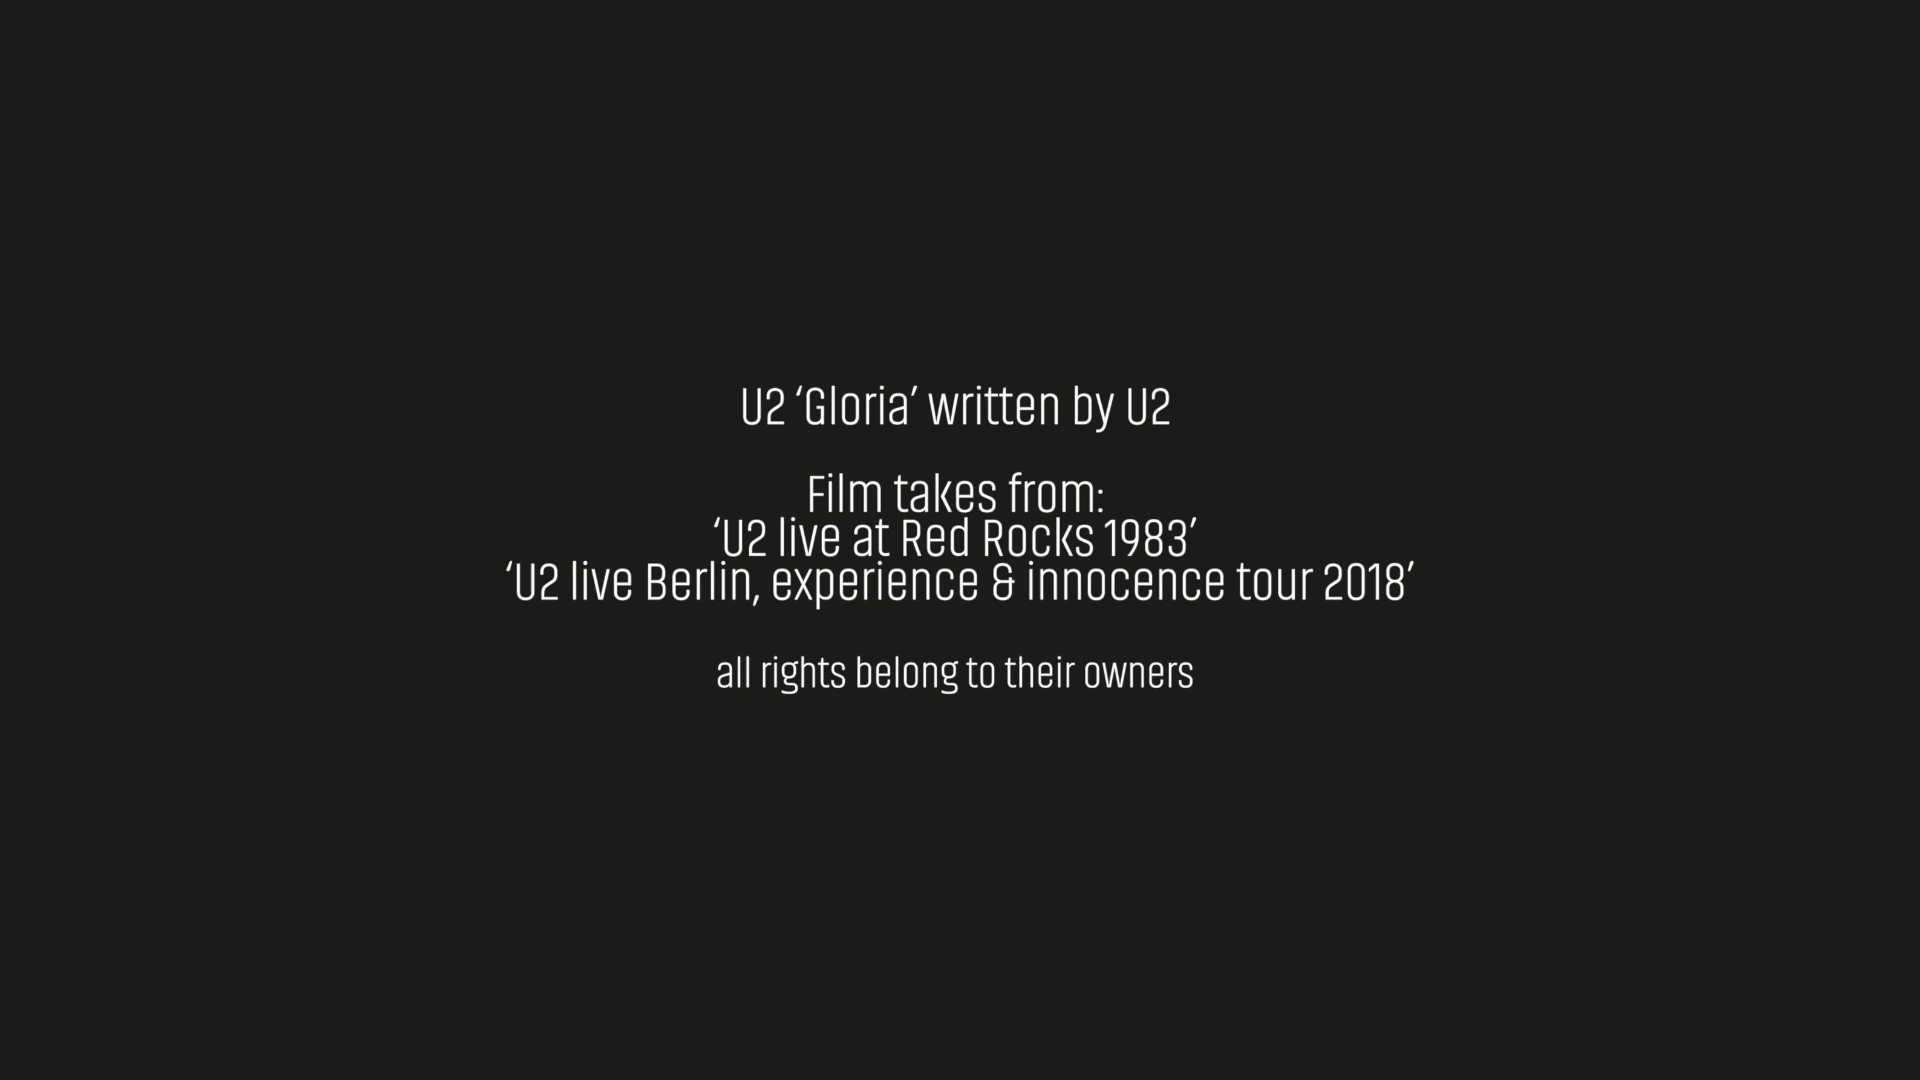 U2 ‘Gloria’ written by U2
Film takes from:
‘U2 live at Red Rocks 1983’
‘U2 live Berlin, experience & innocence tour 2018’
all rights belong to their owners